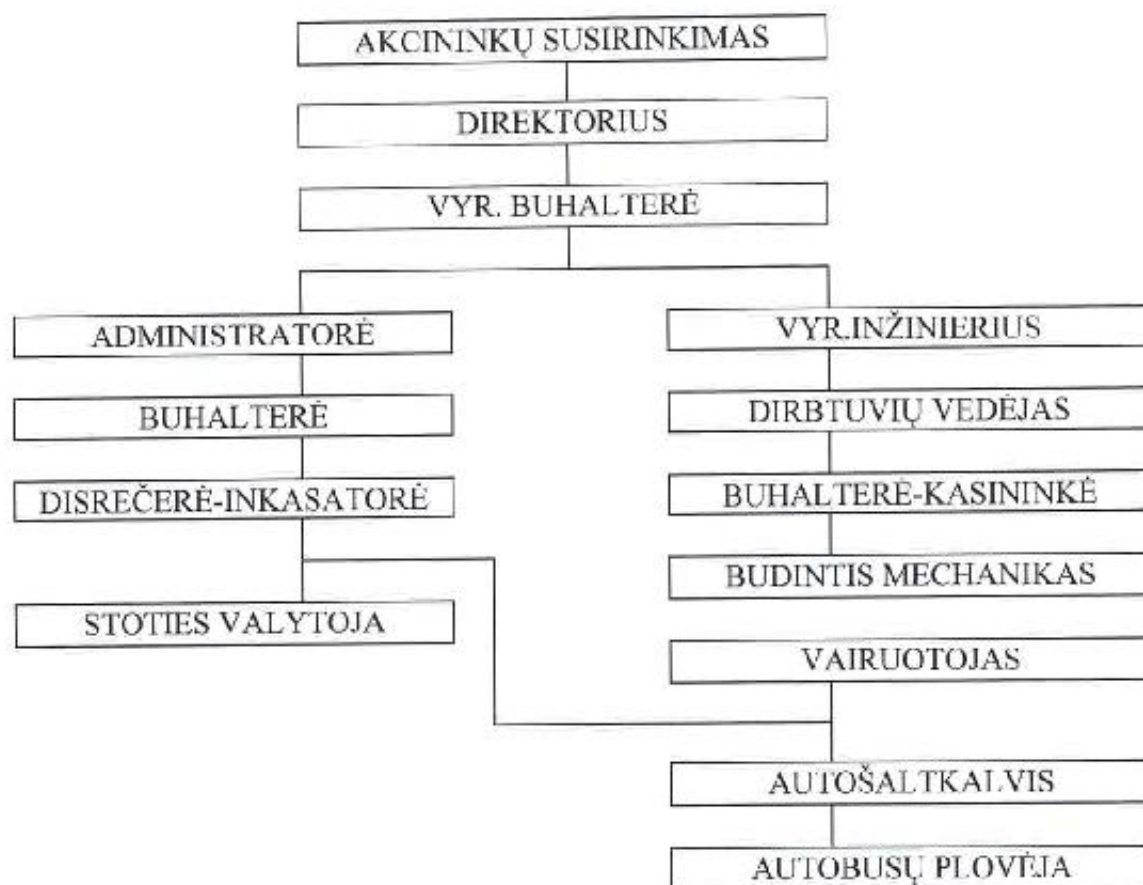 AKCININKŲ SUSIRINKIMAS
DIREKTORIUS
VYR. BUHALTERĖ
ADMINISTRATORĖ
BUHALTERĖ
DISREČERĖ-INKASATORĖ
STOTIES VALYTOJA
VYR.INŽINIERIUS
DIRBTUVIŲ VEDĖJAS
BUHALTERĖ-KASININKĖ
BUDINTIS MECHANIKAS
VAIRUOTOJAS
AUTOŠALTKALVIS
AUTOBUSŲ PLOVĖJA